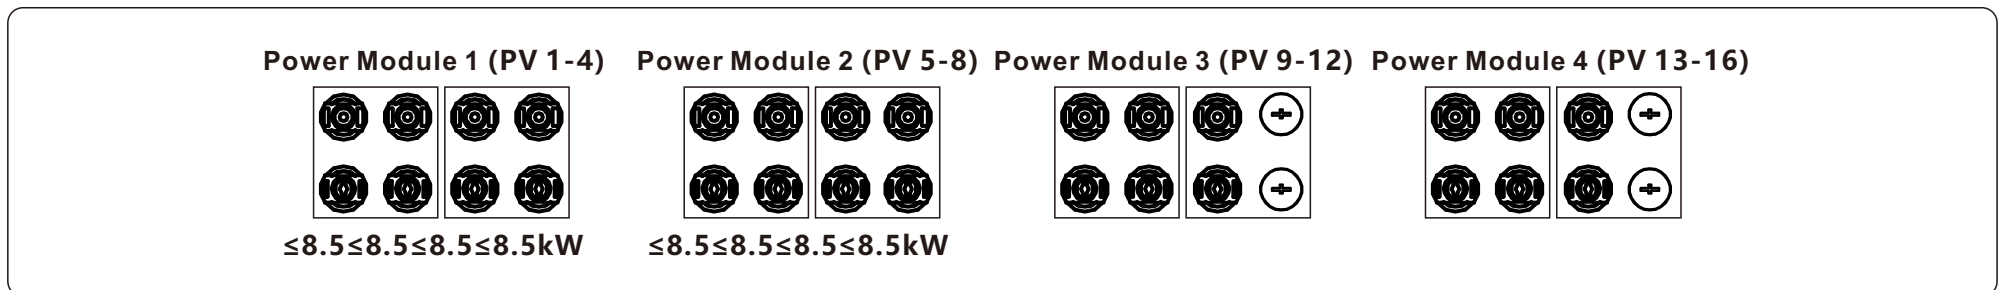 Power Module 1 (PV 1-4) Power Module 2 (PV 5-8) Power Module 3 (PV 9-12) Power Module 4 (PV 13-16)
≤8.5≤8.5≤8.5≤8.5kW ≤8.5≤8.5≤8.5≤8.5kW